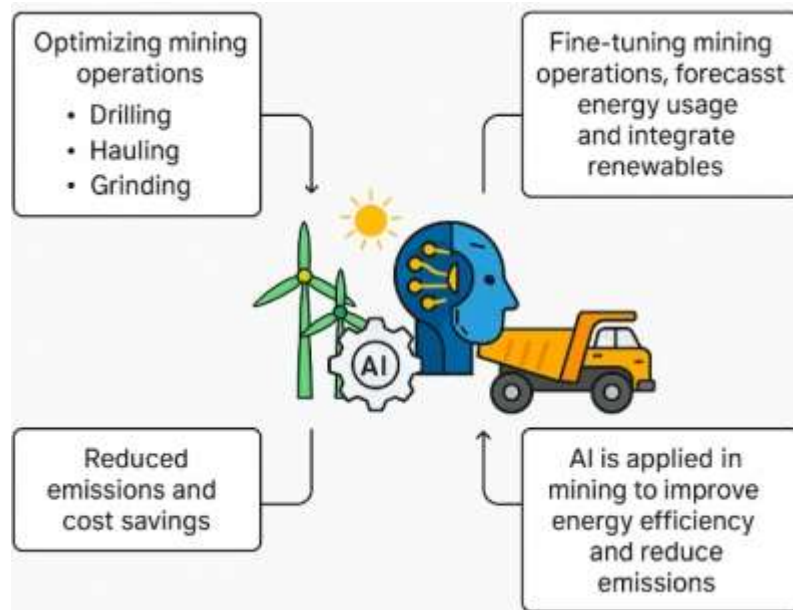 Optimizing mining
operations
• Drilling
• Hauling
• Grinding
Fine-tuning mining
operations, forecasst
energy usage
and integrate
renewables
AI
Reduced
emissions and
cost savings
AI is applied in
mining to improve
energy efficiency
and reduce
emissions